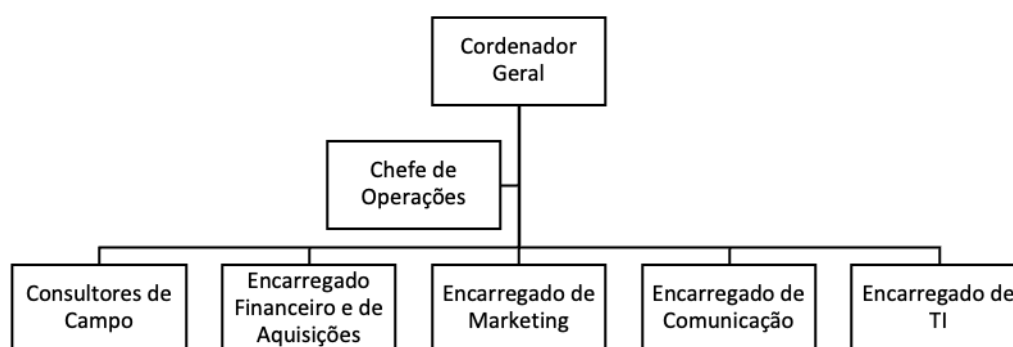 Cordenador
Geral
Chefe de
Operações
Consultores de
Campo
Encarregado
Financeiro e de
Aquisições
Encarregado de
Marketing
Encarregado de
Comunicação
Encarregado de
TI